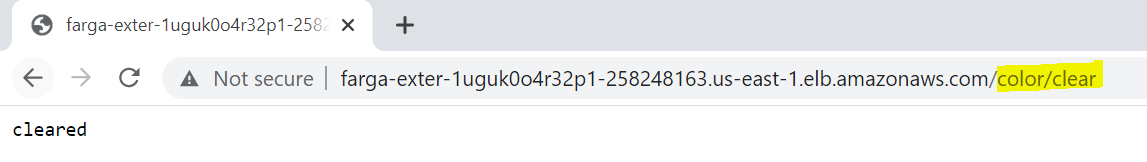 farga-exter-1uguk0o4r32p1-2582
Not secure | farga-exter-1uguk0o4r32p1-258248163.us-east-1.elb.amazonaws.com/color/clear
cleared